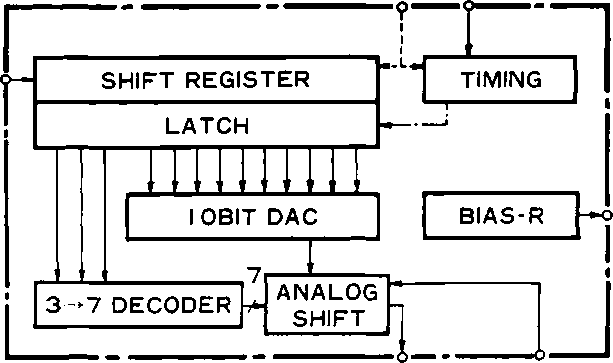 SHIFT REGISTER
TIMING
LATCH
10BIT DAC
BIAS-R
3→7 DECODER
7
ANALOG
SHIFT